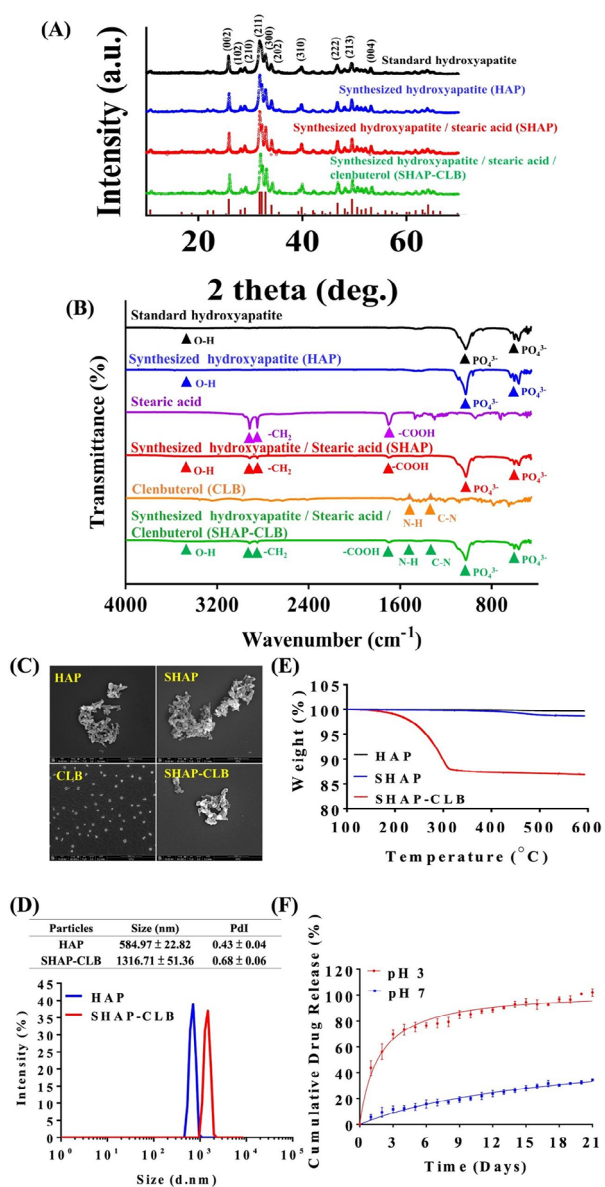 (A)
(002)
(102)
(210)
(211)
(300)
(202)
(310)
(222)
(213)
(004)
Standard hydroxyapatite
Synthesized hydroxyapatite (HAP)
Synthesized hydroxyapatite / stearic acid (SHAP)
Synthesized hydroxyapatite / stearic acid /
clenbuterol (SHAP-CLB)
Intensity (a.u.)
20 40 60
2 theta (deg.)
(B)
Standard hydroxyapatite
O-H PO₄³⁻ PO₄³⁻
Synthesized hydroxyapatite (HAP)
O-H PO₄³⁻ PO₄³⁻
Stearic acid
-CH₂ -COOH
Synthesized hydroxyapatite / Stearic acid (SHAP)
O-H -CH₂ -COOH PO₄³⁻ PO₄³⁻
Clenbuterol (CLB)
N-H C-N
Synthesized hydroxyapatite / Stearic acid /
Clenbuterol (SHAP-CLB)
O-H -CH₂ -COOH N-H C-N PO₄³⁻ PO₄³⁻
Transmittance (%)
4000 3200 2400 1600 800
Wavenumber (cm⁻¹)
(C)
HAP
SHAP
CLB
SHAP-CLB
(E)
Weight (%)
105
100
95
90
85
80
HAP
SHAP
SHAP-CLB
100 200 300 400 500 600
Temperature (°C)
(D)
Particles Size (nm) PdI
HAP 584.97 ± 22.82 0.43 ± 0.04
SHAP-CLB 1316.71 ± 51.36 0.68 ± 0.06
Intensity (%)
45
40
35
30
25
20
15
10
5
0
HAP
SHAP-CLB
10⁰ 10¹ 10² 10³ 10⁴ 10⁵
Size (d.nm)
(F)
Cumulative Drug Release (%)
120
100
80
60
40
20
0
pH 3
pH 7
0 3 6 9 12 15 18 21
Time (Days)